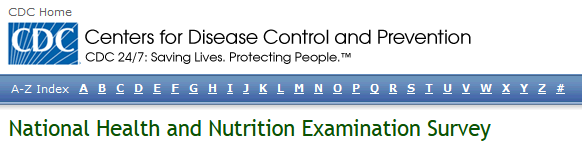 CDC Home
CDC
Centers for Disease Control and Prevention
CDC 24/7: Saving Lives. Protecting People.™
A-Z Index A B C D E F G H I J K L M N O P Q R S T U V W X Y Z #
National Health and Nutrition Examination Survey